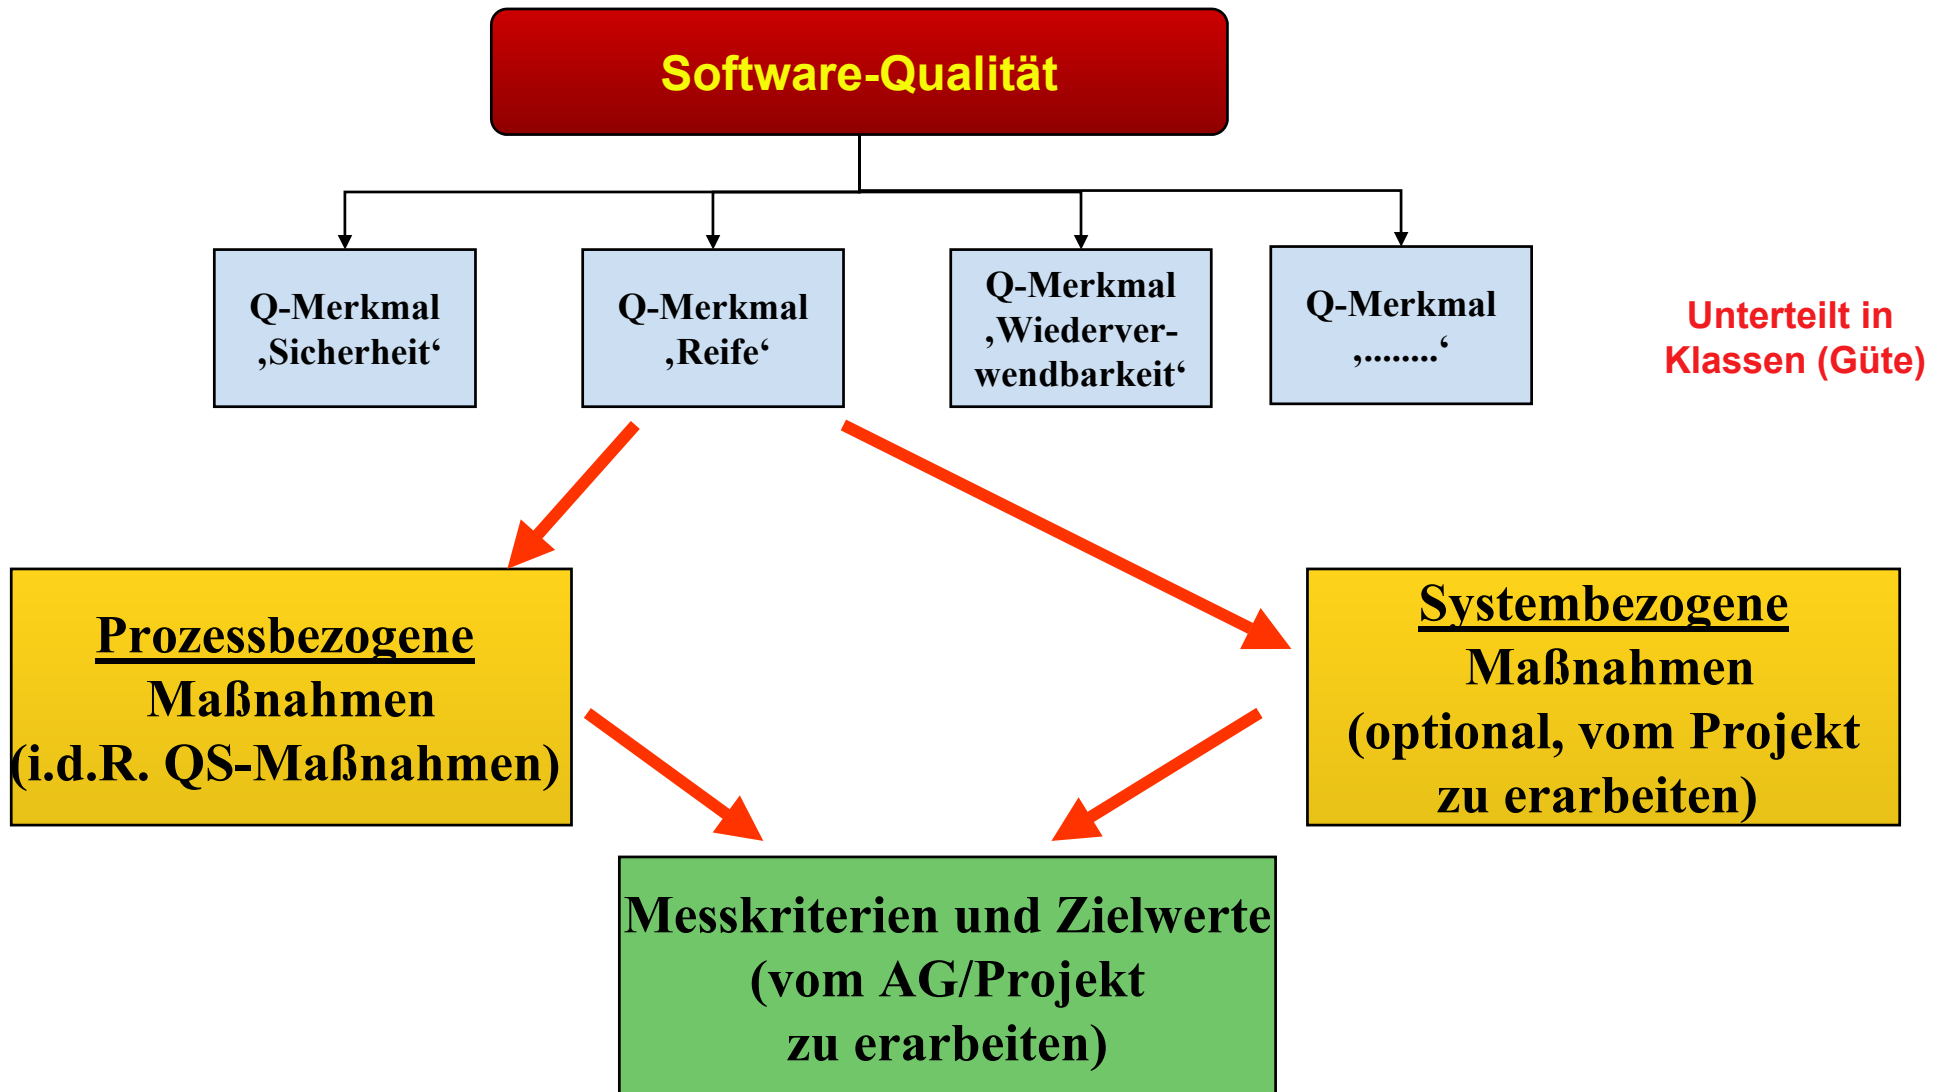 Software-Qualität
Q-Merkmal
‚Sicherheit‘
Q-Merkmal
‚Reife‘
Q-Merkmal
‚Wiederver-
wendbarkeit‘
Q-Merkmal
‚........‘
Unterteilt in
Klassen (Güte)
Prozessbezogene
Maßnahmen
(i.d.R. QS-Maßnahmen)
Systembezogene
Maßnahmen
(optional, vom Projekt
zu erarbeiten)
Messkriterien und Zielwerte
(vom AG/Projekt
zu erarbeiten)